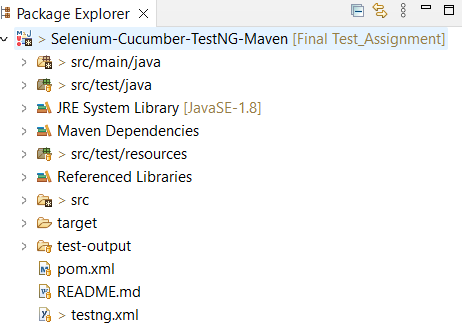 Package Explorer
> Selenium-Cucumber-TestNG-Maven [Final Test_Assignment]
> src/main/java
> src/test/java
JRE System Library [JavaSE-1.8]
Maven Dependencies
> src/test/resources
Referenced Libraries
> src
target
test-output
pom.xml
README.md
> testng.xml